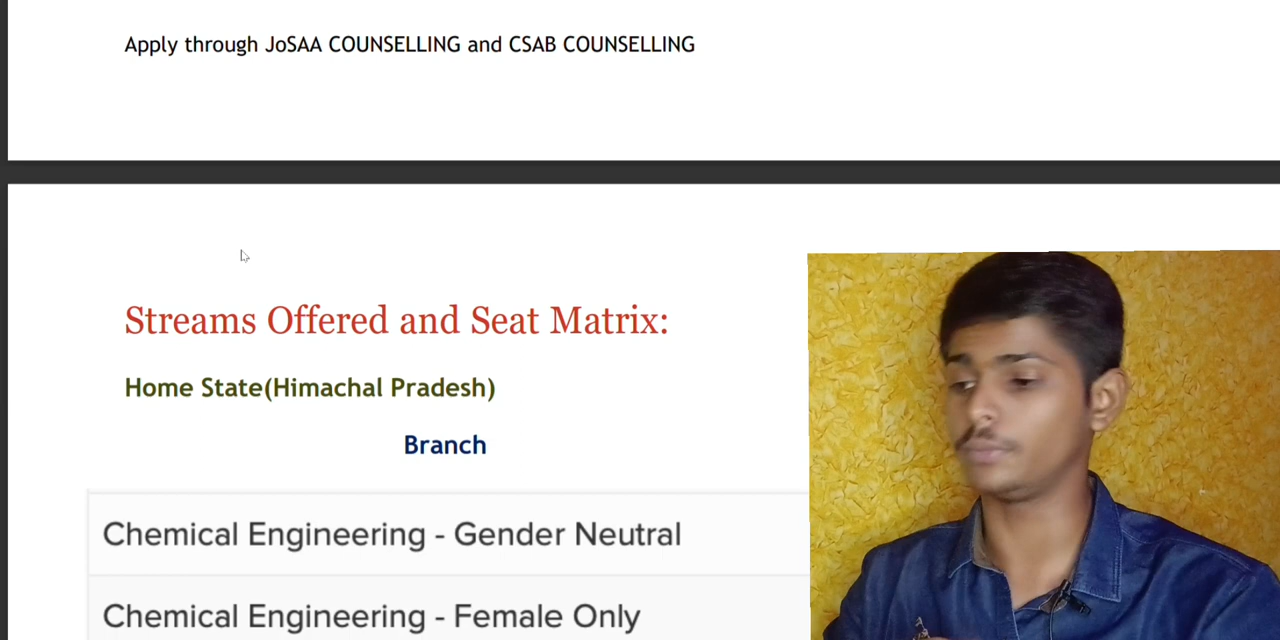 Apply through JoSAA COUNSELLING and CSAB COUNSELLING
Streams Offered and Seat Matrix:
Home State(Himachal Pradesh)
Branch
Chemical Engineering - Gender Neutral
Chemical Engineering - Female Only